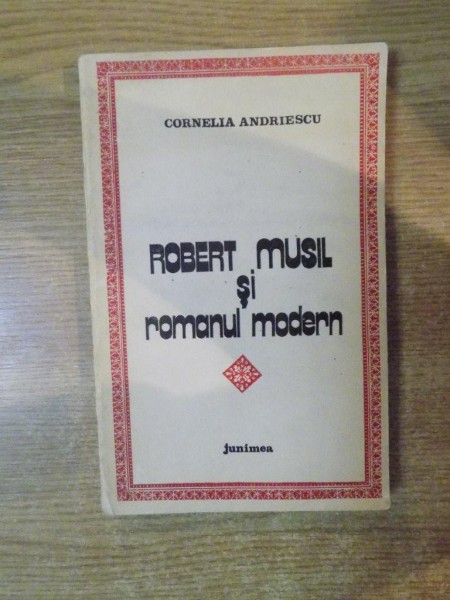 CORNELIA ANDRIESCU
ROBERT MUSIL
și
romanul modern
junimea